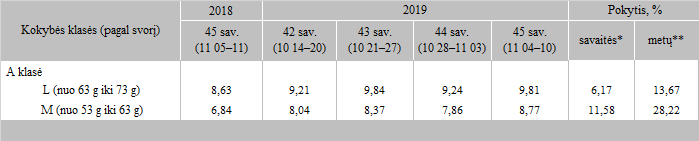 Kokybės klasės (pagal svorį) 2018 2019 Pokytis, %
45 sav. (11 05–11) 42 sav. (10 14–20) 43 sav. (10 21–27) 44 sav. (10 28–11 03) 45 sav. (11 04–10) savaitės* metų**
A klasė
L (nuo 63 g iki 73 g) 8,63 9,21 9,84 9,24 9,81 6,17 13,67
M (nuo 53 g iki 63 g) 6,84 8,04 8,37 7,86 8,77 11,58 28,22